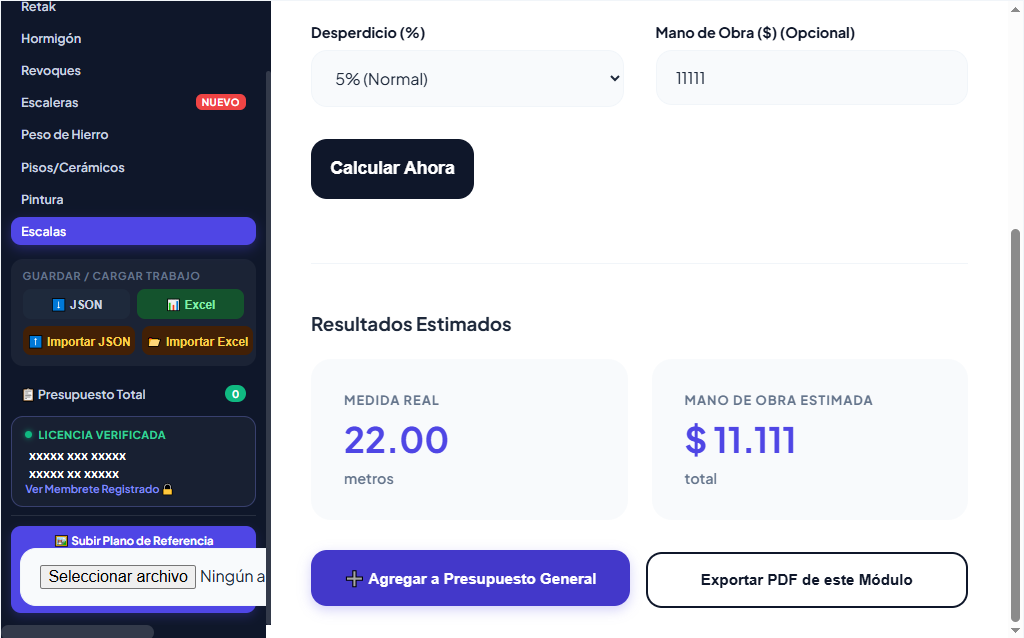 Retak
Hormigón
Revoques
Escaleras NUEVO
Peso de Hierro
Pisos/Cerámicos
Pintura
Escalas
GUARDAR / CARGAR TRABAJO
JSON Excel
Importar JSON Importar Excel
Presupuesto Total 0
LICENCIA VERIFICADA
xxxxx xxx xxxxx
xxxxx xx xxxxx
Ver Membrete Registrado
Subir Plano de Referencia
Seleccionar archivo Ningún a
Desperdicio (%) Mano de Obra ($) (Opcional)
5% (Normal) 11111
Calcular Ahora
Resultados Estimados
MEDIDA REAL
22.00
metros
MANO DE OBRA ESTIMADA
$ 11.111
total
Agregar a Presupuesto General
Exportar PDF de este Módulo